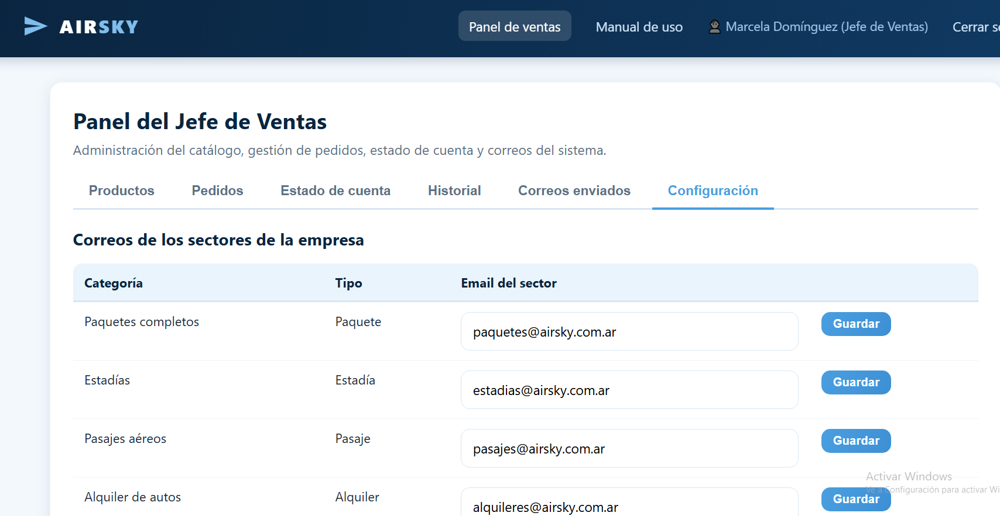 AIRSKY
Panel de ventas
Manual de uso
Marcela Domínguez (Jefe de Ventas)
Cerrar s
Panel del Jefe de Ventas
Administración del catálogo, gestión de pedidos, estado de cuenta y correos del sistema.
Productos
Pedidos
Estado de cuenta
Historial
Correos enviados
Configuración
Correos de los sectores de la empresa
Categoría Tipo Email del sector
Paquetes completos Paquete paquetes@airsky.com.ar Guardar
Estadías Estadía estadias@airsky.com.ar Guardar
Pasajes aéreos Pasaje pasajes@airsky.com.ar Guardar
Alquiler de autos Alquiler alquileres@airsky.com.ar Guardar
Activar Windows
Ve a Configuración para activar Wi